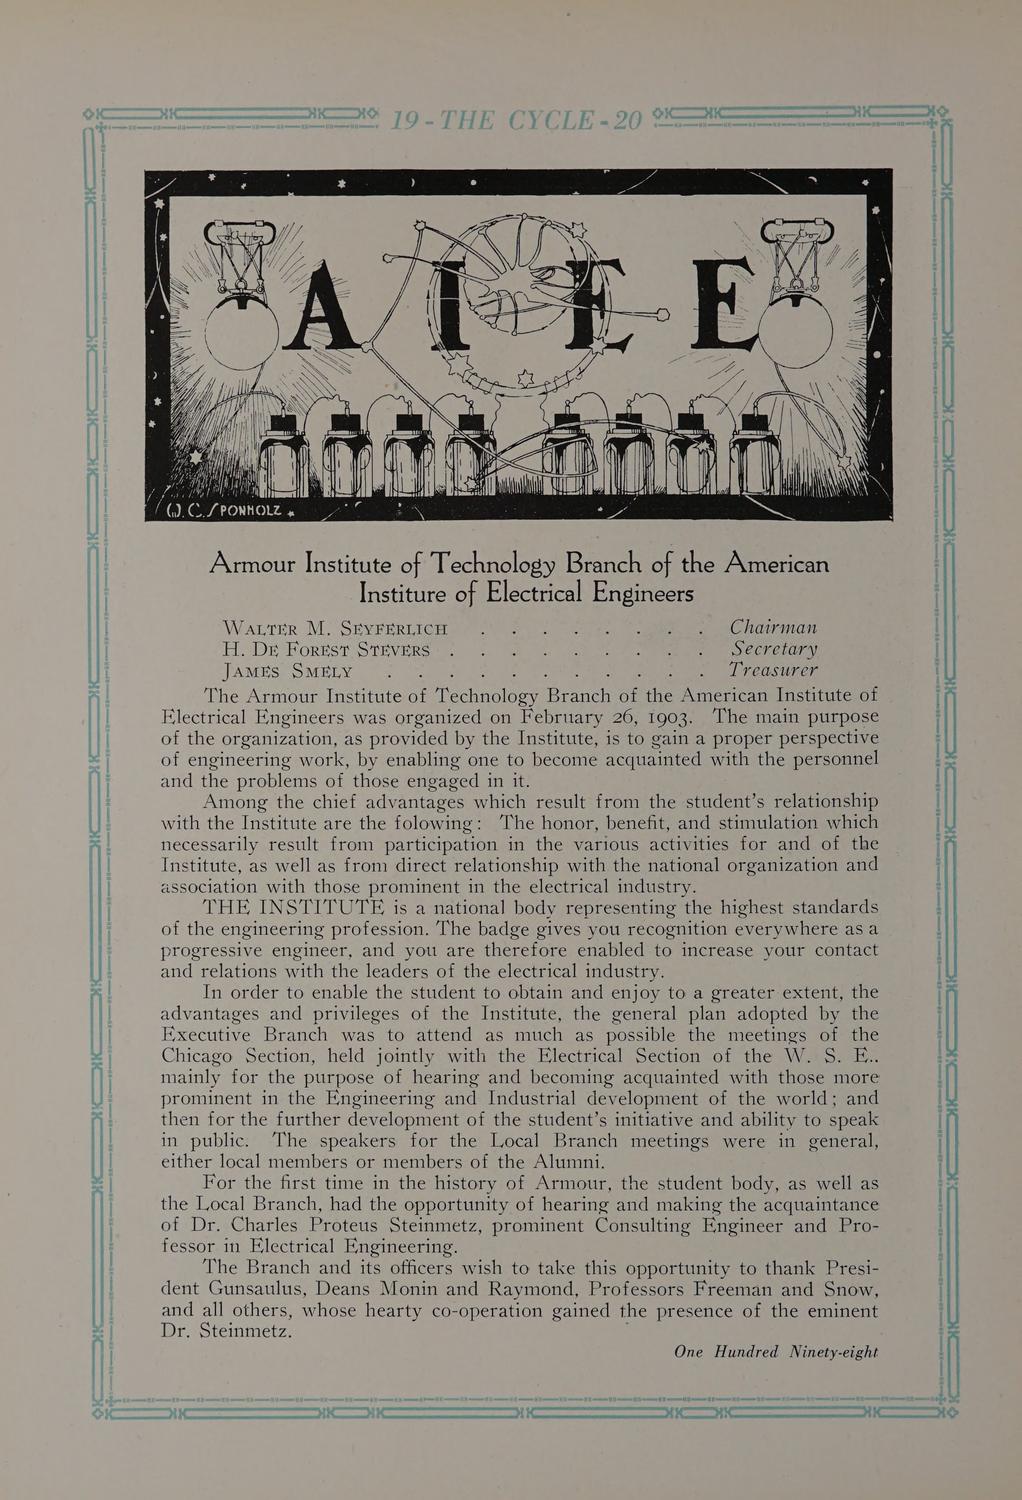 19-THE CYCLE-20
A I E E
W. C. SPONHOLZ
Armour Institute of Technology Branch of the American
Institure of Electrical Engineers
WALTER M. SEYFERLICH . . . . . . . . Chairman
H. DE FOREST STEVERS . . . . . . . . . Secretary
JAMES SMELY . . . . . . . . . . . Treasurer
The Armour Institute of Technology Branch of the American Institute of
Electrical Engineers was organized on February 26, 1903. The main purpose
of the organization, as provided by the Institute, is to gain a proper perspective
of engineering work, by enabling one to become acquainted with the personnel
and the problems of those engaged in it.
Among the chief advantages which result from the student's relationship
with the Institute are the folowing: The honor, benefit, and stimulation which
necessarily result from participation in the various activities for and of the
Institute, as well as from direct relationship with the national organization and
association with those prominent in the electrical industry.
THE INSTITUTE is a national body representing the highest standards
of the engineering profession. The badge gives you recognition everywhere as a
progressive engineer, and you are therefore enabled to increase your contact
and relations with the leaders of the electrical industry.
In order to enable the student to obtain and enjoy to a greater extent, the
advantages and privileges of the Institute, the general plan adopted by the
Executive Branch was to attend as much as possible the meetings of the
Chicago Section, held jointly with the Electrical Section of the W. S. E..
mainly for the purpose of hearing and becoming acquainted with those more
prominent in the Engineering and Industrial development of the world; and
then for the further development of the student's initiative and ability to speak
in public. The speakers for the Local Branch meetings were in general,
either local members or members of the Alumni.
For the first time in the history of Armour, the student body, as well as
the Local Branch, had the opportunity of hearing and making the acquaintance
of Dr. Charles Proteus Steinmetz, prominent Consulting Engineer and Pro-
fessor in Electrical Engineering.
The Branch and its officers wish to take this opportunity to thank Presi-
dent Gunsaulus, Deans Monin and Raymond, Professors Freeman and Snow,
and all others, whose hearty co-operation gained the presence of the eminent
Dr. Steinmetz.
One Hundred Ninety-eight